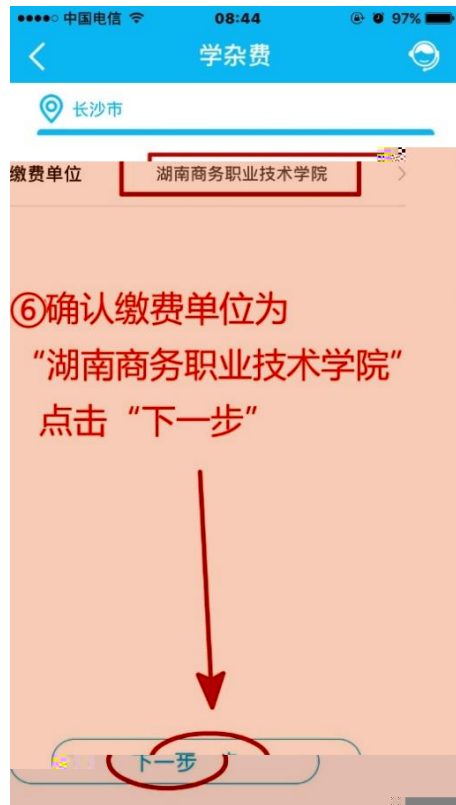 中国电信 08:44 97%
学杂费
长沙市
缴费单位 湖南商务职业技术学院
⑥确认缴费单位为
“湖南商务职业技术学院”
点击“下一步”
下一步